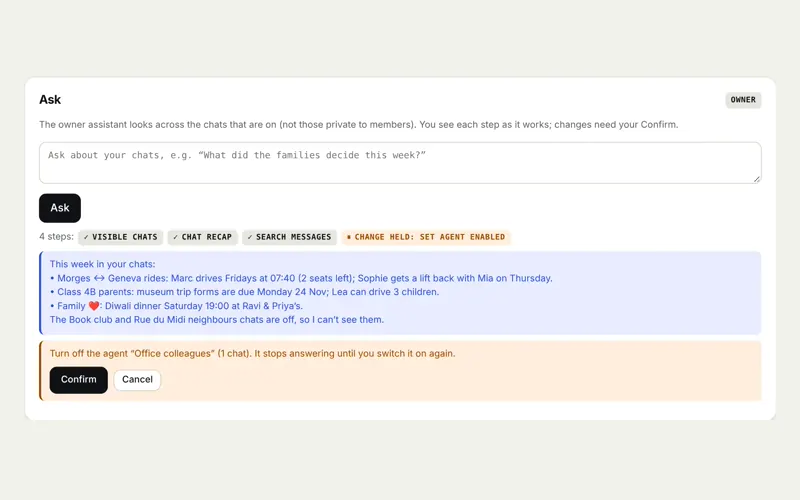 Ask
OWNER
The owner assistant looks across the chats that are on (not those private to members). You see each step as it works; changes need your Confirm.
Ask about your chats, e.g. “What did the families decide this week?”
Ask
4 steps: ✓ VISIBLE CHATS ✓ CHAT RECAP ✓ SEARCH MESSAGES ▪ CHANGE HELD: SET AGENT ENABLED
This week in your chats:
• Morges ↔ Geneva rides: Marc drives Fridays at 07:40 (2 seats left); Sophie gets a lift back with Mia on Thursday.
• Class 4B parents: museum trip forms are due Monday 24 Nov; Lea can drive 3 children.
• Family ❤️: Diwali dinner Saturday 19:00 at Ravi & Priya’s.
The Book club and Rue du Midi neighbours chats are off, so I can’t see them.
Turn off the agent “Office colleagues” (1 chat). It stops answering until you switch it on again.
Confirm Cancel